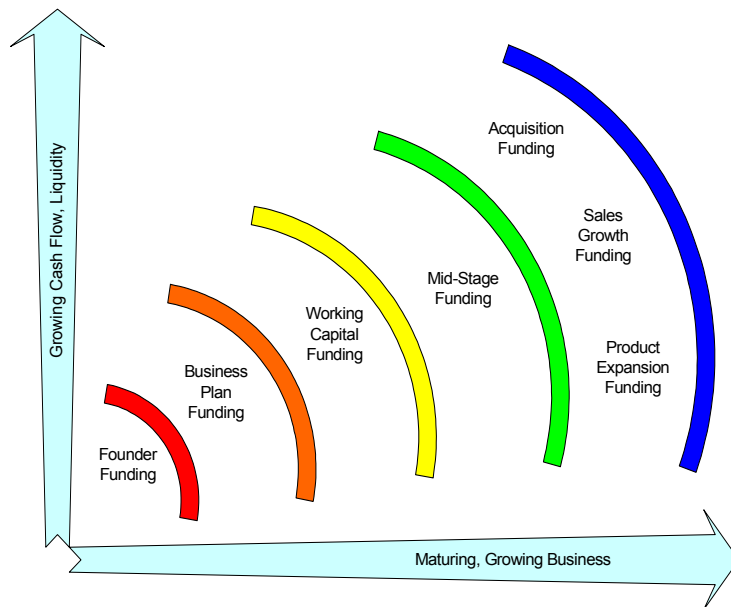 Growing Cash Flow, Liquidity
Acquisition
Funding
Sales
Growth
Funding
Mid-Stage
Funding
Working
Capital
Funding
Product
Expansion
Funding
Business
Plan
Funding
Founder
Funding
Maturing, Growing Business